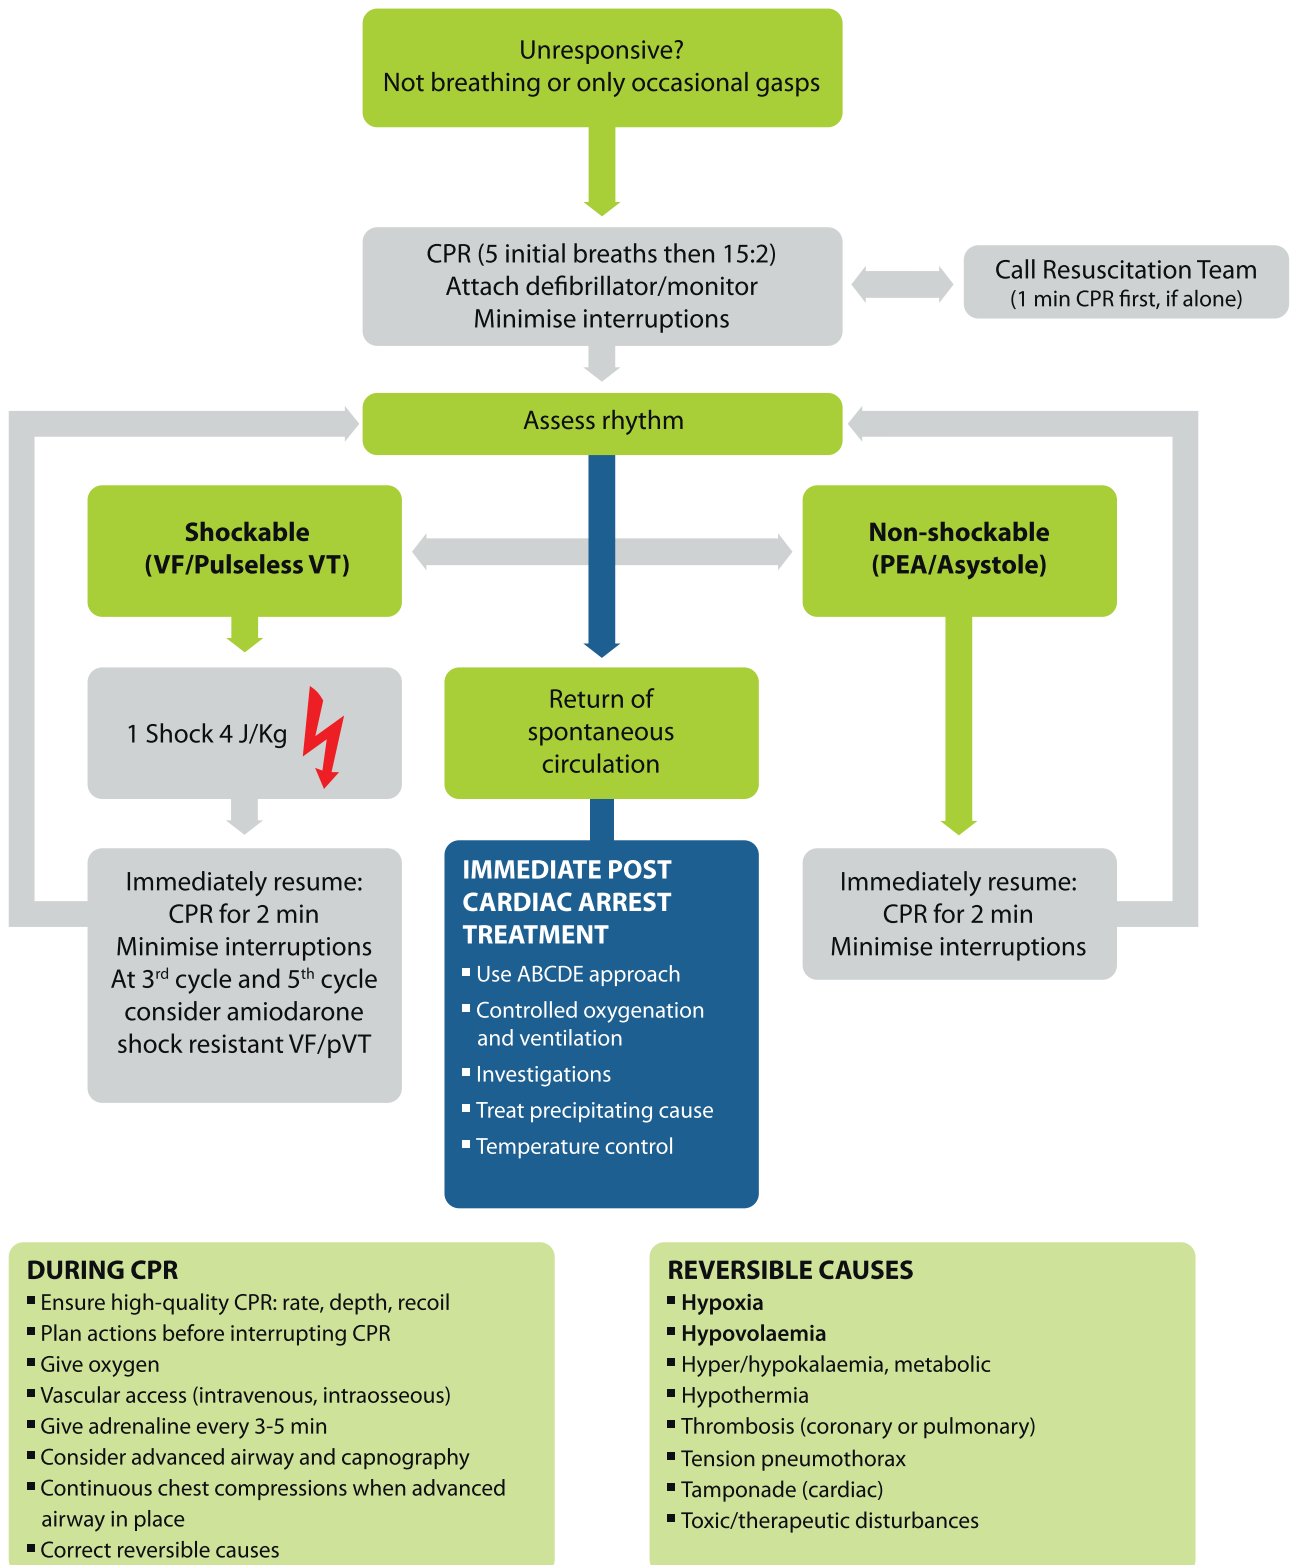 Unresponsive?
Not breathing or only occasional gasps
CPR (5 initial breaths then 15:2)
Attach defibrillator/monitor
Minimise interruptions
Call Resuscitation Team
(1 min CPR first, if alone)
Assess rhythm
Shockable
(VF/Pulseless VT)
Non-shockable
(PEA/Asystole)
1 Shock 4 J/Kg
Return of
spontaneous
circulation
Immediately resume:
CPR for 2 min
Minimise interruptions
At 3rd cycle and 5th cycle
consider amiodarone
shock resistant VF/pVT
IMMEDIATE POST
CARDIAC ARREST
TREATMENT
▪ Use ABCDE approach
▪ Controlled oxygenation
and ventilation
▪ Investigations
▪ Treat precipitating cause
▪ Temperature control
Immediately resume:
CPR for 2 min
Minimise interruptions
DURING CPR
▪ Ensure high-quality CPR: rate, depth, recoil
▪ Plan actions before interrupting CPR
▪ Give oxygen
▪ Vascular access (intravenous, intraosseous)
▪ Give adrenaline every 3-5 min
▪ Consider advanced airway and capnography
▪ Continuous chest compressions when advanced
airway in place
▪ Correct reversible causes
REVERSIBLE CAUSES
▪ Hypoxia
▪ Hypovolaemia
▪ Hyper/hypokalaemia, metabolic
▪ Hypothermia
▪ Thrombosis (coronary or pulmonary)
▪ Tension pneumothorax
▪ Tamponade (cardiac)
▪ Toxic/therapeutic disturbances